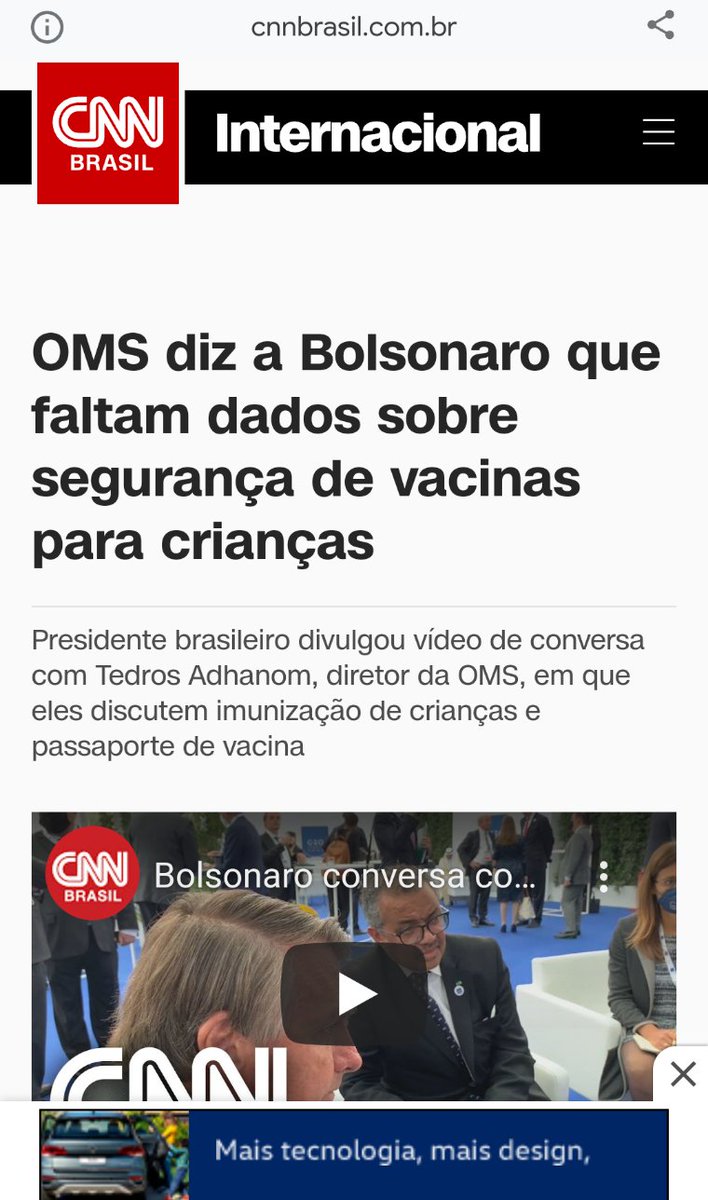 cnnbrasil.com.br
CNN
BRASIL
Internacional
OMS diz a Bolsonaro que
faltam dados sobre
segurança de vacinas
para crianças
Presidente brasileiro divulgou vídeo de conversa
com Tedros Adhanom, diretor da OMS, em que
eles discutem imunização de crianças e
passaporte de vacina
CNN
BRASIL
Bolsonaro conversa co...
CNN
Mais tecnologia, mais design,